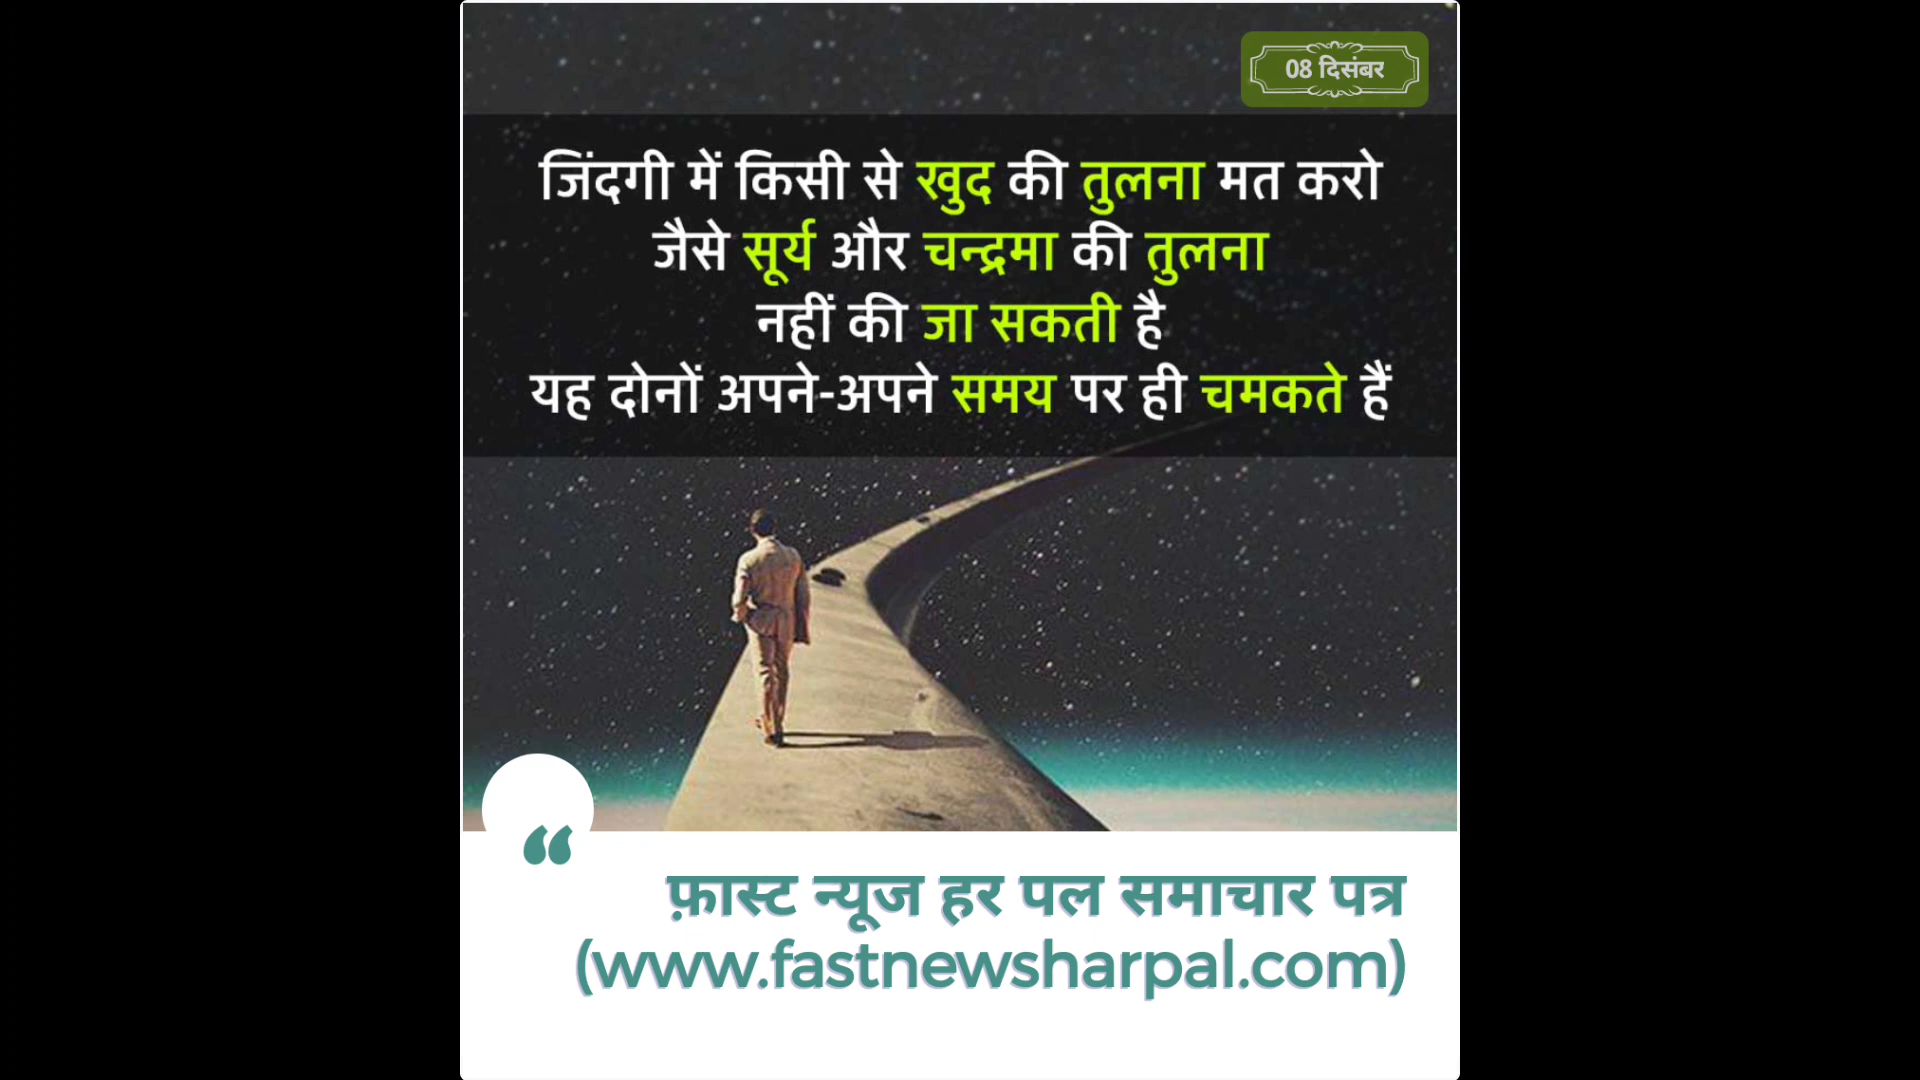 08 दिसंबर
जिंदगी में किसी से खुद की तुलना मत करो
जैसे सूर्य और चन्द्रमा की तुलना
नहीं की जा सकती है
यह दोनों अपने-अपने समय पर ही चमकते हैं
“
फ़ास्ट न्यूज हर पल समाचार पत्र
(www.fastnewsharpal.com)